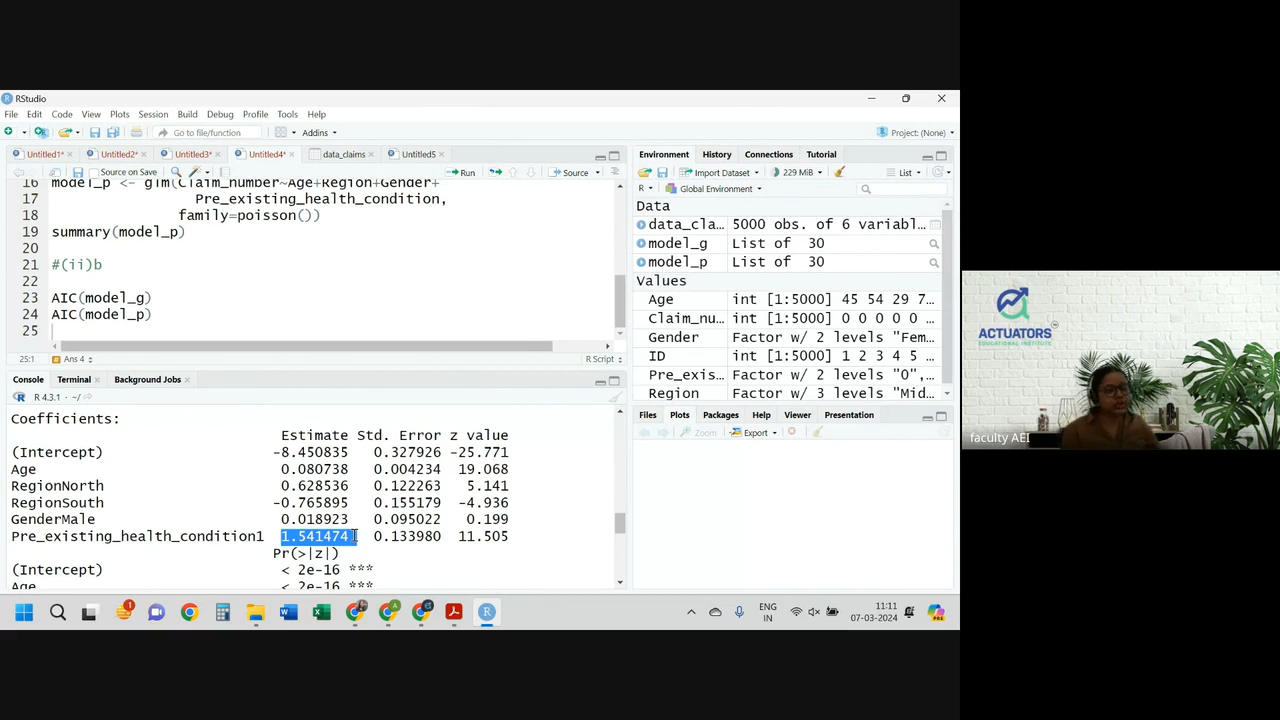 RStudio
File Edit Code View Plots Session Build Debug Profile Tools Help
Go to file/function Addins Project: (None)
Untitled1* Untitled2* Untitled3* Untitled4* data_claims Untitled5
Source on Save Run Source
16 model_p <- glm(Claim_number~Age+Region+Gender+
17 Pre_existing_health_condition,
18 family=poisson())
19 summary(model_p)
20
21 #(ii)b
22
23 AIC(model_g)
24 AIC(model_p)
25
25:1 Ans 4 R Script
Console Terminal Background Jobs
R 4.3.1 · ~/
Coefficients:
Estimate Std. Error z value
(Intercept) -8.450835 0.327926 -25.771
Age 0.080738 0.004234 19.068
RegionNorth 0.628536 0.122263 5.141
RegionSouth -0.765895 0.155179 -4.936
GenderMale 0.018923 0.095022 0.199
Pre_existing_health_condition1 1.541474 0.133980 11.505
Pr(>|z|)
(Intercept) < 2e-16 ***
Age < 2e-16 ***
Environment History Connections Tutorial
Import Dataset 229 MiB List
R Global Environment
Data
data_cla... 5000 obs. of 6 variabl...
model_g List of 30
model_p List of 30
Values
Age int [1:5000] 45 54 29 7...
Claim_nu... int [1:5000] 0 0 0 0 0 ...
Gender Factor w/ 2 levels "Fem...
ID int [1:5000] 1 2 3 4 5 ...
Pre_exis... Factor w/ 2 levels "0",...
Region Factor w/ 3 levels "Mid...
Files Plots Packages Help Viewer Presentation
Zoom Export
1
ENG
IN
11:11
07-03-2024
PRE
ACTUATORS
EDUCATIONAL INSTITUTE
faculty AEI